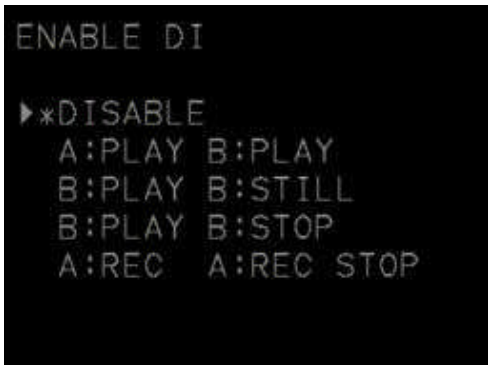 ENABLE DI
▶*DISABLE
A:PLAY B:PLAY
B:PLAY B:STILL
B:PLAY B:STOP
A:REC A:REC STOP